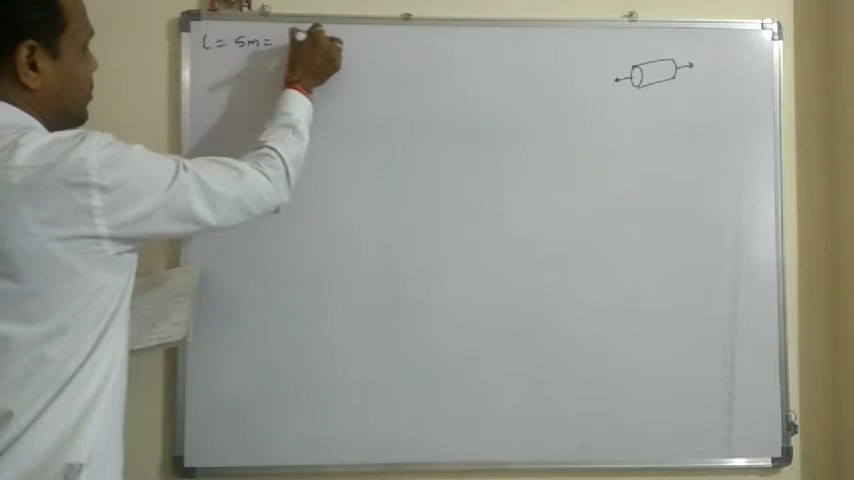 l = 5m =